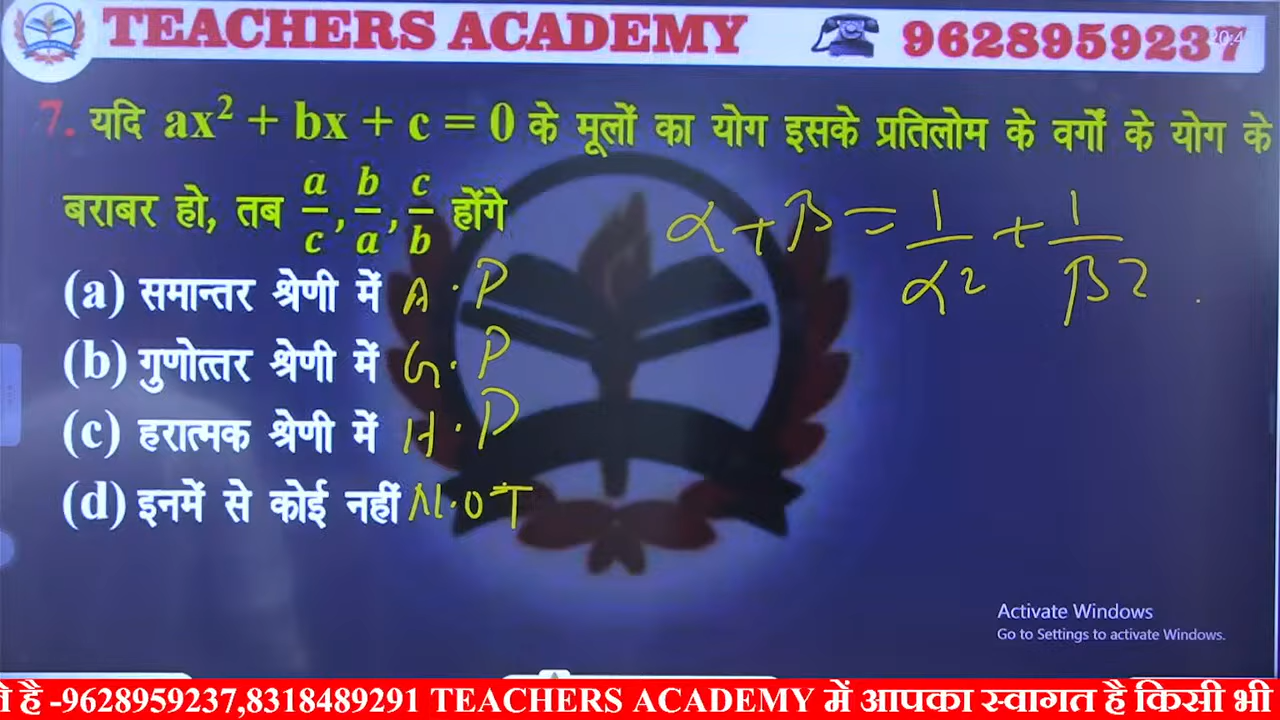 TEACHERS ACADEMY ☎ 9628959237
7. यदि ax² + bx + c = 0 के मूलों का योग इसके प्रतिलोम के वर्गों के योग के
बराबर हो, तब a/c, b/a, c/b होंगे
α + β = 1/α2 + 1/β2
(a) समान्तर श्रेणी में A.P
(b) गुणोत्तर श्रेणी में G.P
(c) हरात्मक श्रेणी में H.P
(d) इनमें से कोई नहीं N.OT
Activate Windows
Go to Settings to activate Windows.
है -9628959237,8318489291 TEACHERS ACADEMY में आपका स्वागत है किसी भी